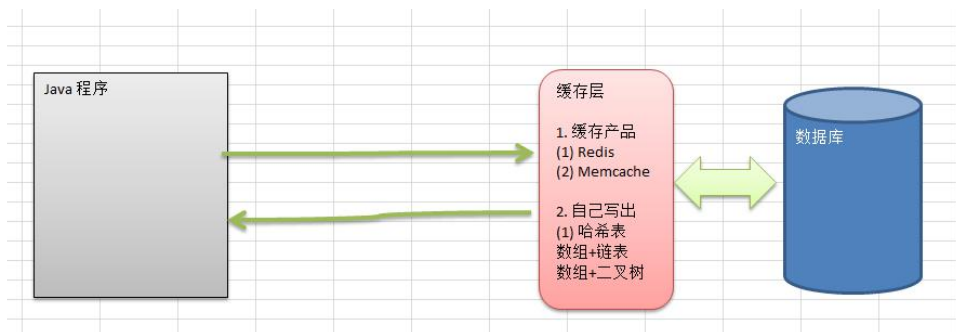 Java 程序
缓存层
1. 缓存产品
(1) Redis
(2) Memcache
2. 自己写出
(1) 哈希表
数组+链表
数组+二叉树
数据库